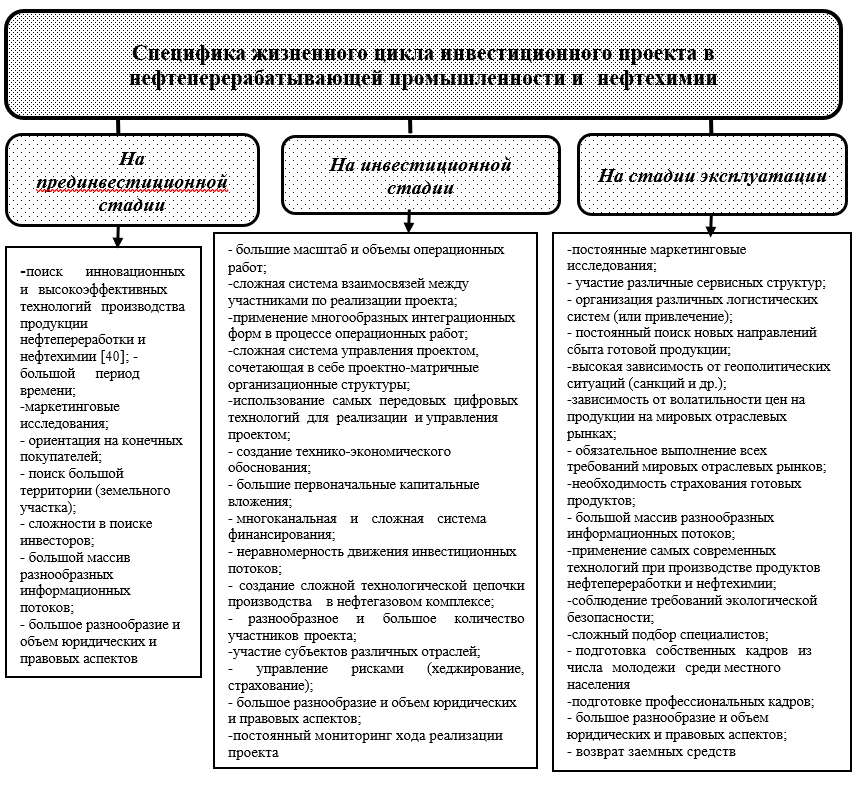 Специфика жизненного цикла инвестиционного проекта в
нефтеперерабатывающей промышленности и нефтехимии
На
прединвестиционной
стадии
-поиск инновационных
и высокоэффективных
технологий производства
продукции
нефтепереработки и
нефтехимии [40]; -
большой период
времени;
-маркетинговые
исследования;
- ориентация на конечных
покупателей;
- поиск большой
территории (земельного
участка);
- сложности в поиске
инвесторов;
- большой массив
разнообразных
информационных
потоков;
- большое разнообразие и
объем юридических и
правовых аспектов
На инвестиционной
стадии
- большие масштаб и объемы операционных
работ;
-сложная система взаимосвязей между
участниками по реализации проекта;
-применение многообразных интеграционных
форм в процессе операционных работ;
-сложная система управления проектом,
сочетающая в себе проектно-матричные
организационные структуры;
-использование самых передовых цифровых
технологий для реализации и управления
проектом;
- создание технико-экономического
обоснования;
- большие первоначальные капитальные
вложения;
- многоканальная и сложная система
финансирования;
- неравномерность движения инвестиционных
потоков;
- создание сложной технологической цепочки
производства в нефтегазовом комплексе;
- разнообразное и большое количество
участников проекта;
-участие субъектов различных отраслей;
- управление рисками (хеджирование,
страхование);
- большое разнообразие и объем юридических
и правовых аспектов;
-постоянный мониторинг хода реализации
проекта
На стадии эксплуатации
-постоянные маркетинговые
исследования;
- участие различные сервисных структур;
- организация различных логистических
систем (или привлечение);
- постоянный поиск новых направлений
сбыта готовой продукции;
-высокая зависимость от геополитических
ситуаций (санкций и др.);
-зависимость от волатильности цен на
продукции на мировых отраслевых
рынках;
- обязательное выполнение всех
требований мировых отраслевых рынков;
-необходимость страхования готовых
продуктов;
- большой массив разнообразных
информационных потоков;
-применение самых современных
технологий при производстве продуктов
нефтепереработки и нефтехимии;
-соблюдение требований экологической
безопасности;
-сложный подбор специалистов;
- подготовка собственных кадров из
числа молодежи среди местного
населения
-подготовке профессиональных кадров;
- большое разнообразие и объем
юридических и правовых аспектов;
- возврат заемных средств